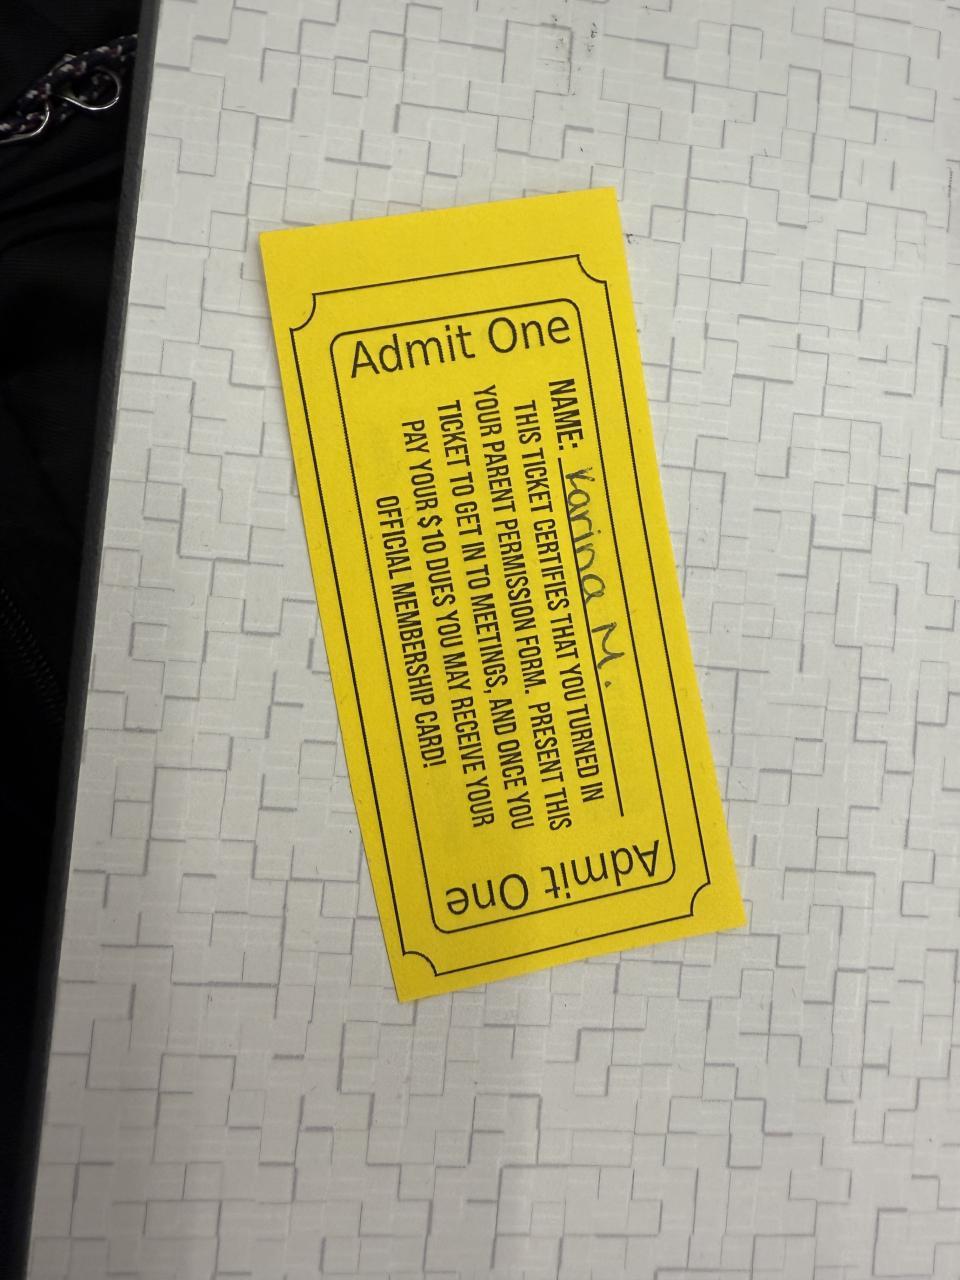 Admit One
NAME: Karina M.
THIS TICKET CERTIFIES THAT YOU TURNED IN
YOUR PARENT PERMISSION FORM. PRESENT THIS
TICKET TO GET IN TO MEETINGS, AND ONCE YOU
PAY YOUR $10 DUES YOU MAY RECEIVE YOUR
OFFICIAL MEMBERSHIP CARD!
Admit One